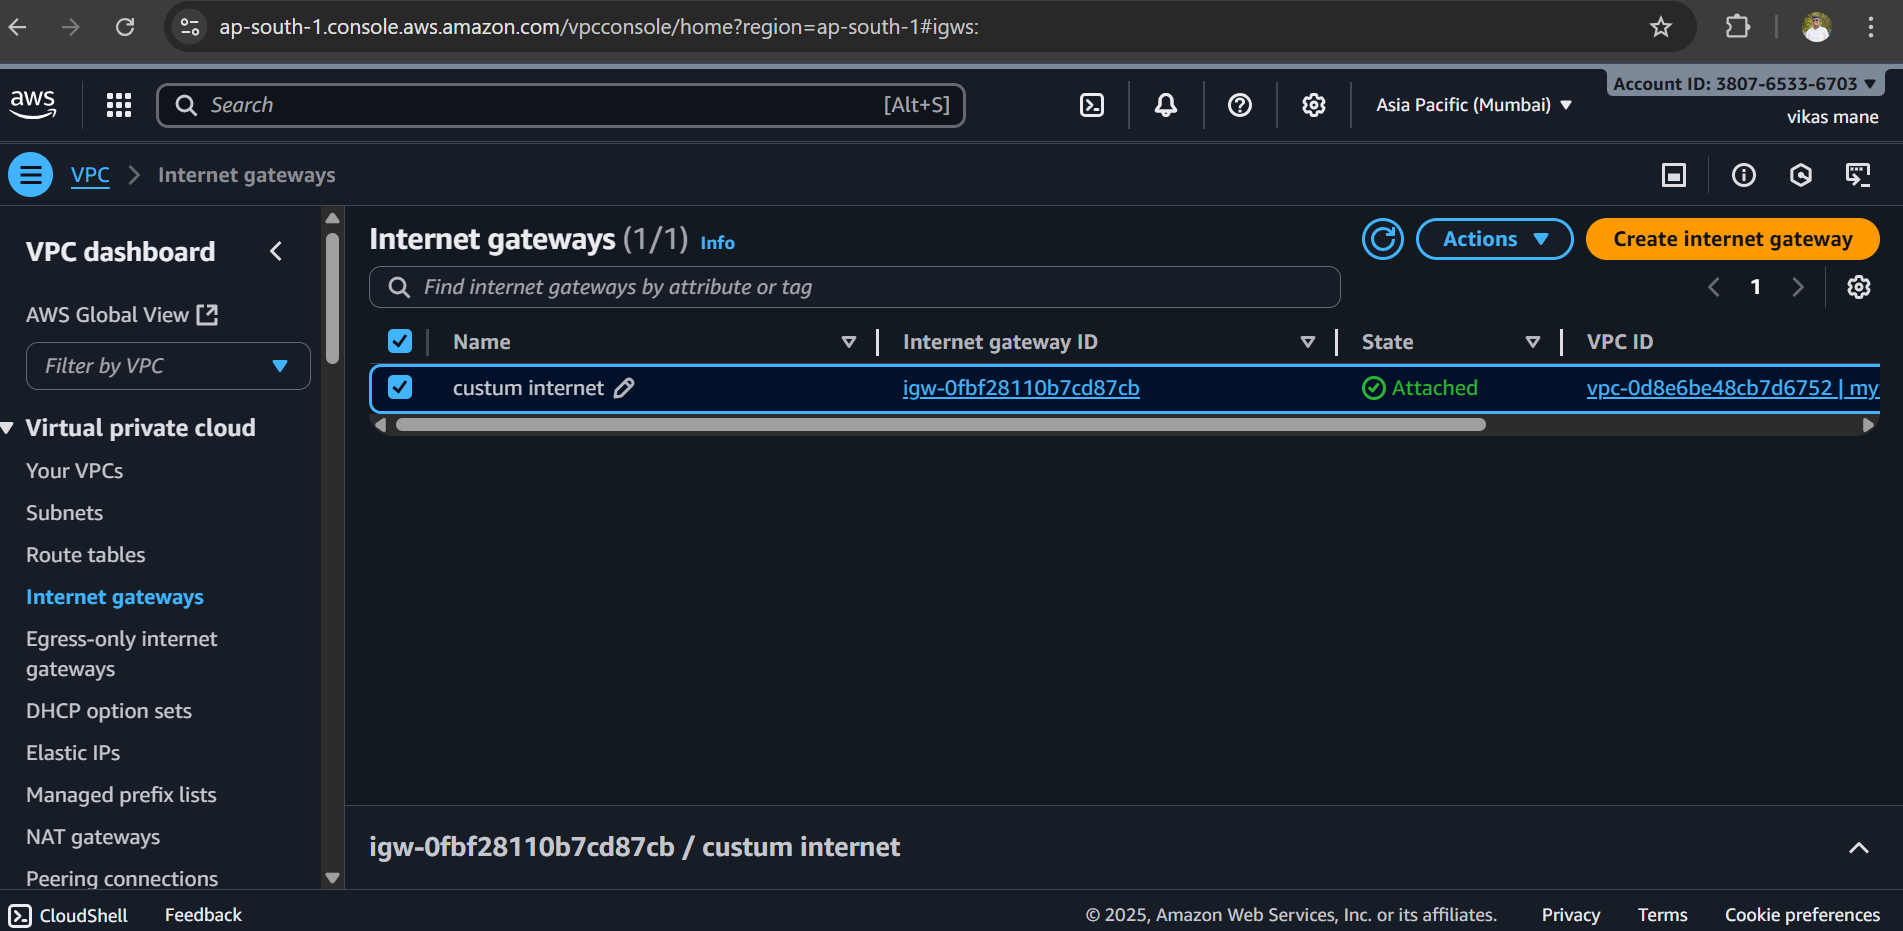 ap-south-1.console.aws.amazon.com/vpcconsole/home?region=ap-south-1#igws:
aws
Search
[Alt+S]
Asia Pacific (Mumbai)
Account ID: 3807-6533-6703
vikas mane
VPC
Internet gateways
VPC dashboard
AWS Global View
Filter by VPC
Virtual private cloud
Your VPCs
Subnets
Route tables
Internet gateways
Egress-only internet
gateways
DHCP option sets
Elastic IPs
Managed prefix lists
NAT gateways
Peering connections
Internet gateways (1/1) Info
Actions
Create internet gateway
Find internet gateways by attribute or tag
1
Name
Internet gateway ID
State
VPC ID
custum internet
igw-0fbf28110b7cd87cb
Attached
vpc-0d8e6be48cb7d6752 | my
igw-0fbf28110b7cd87cb / custum internet
CloudShell
Feedback
© 2025, Amazon Web Services, Inc. or its affiliates.
Privacy
Terms
Cookie preferences